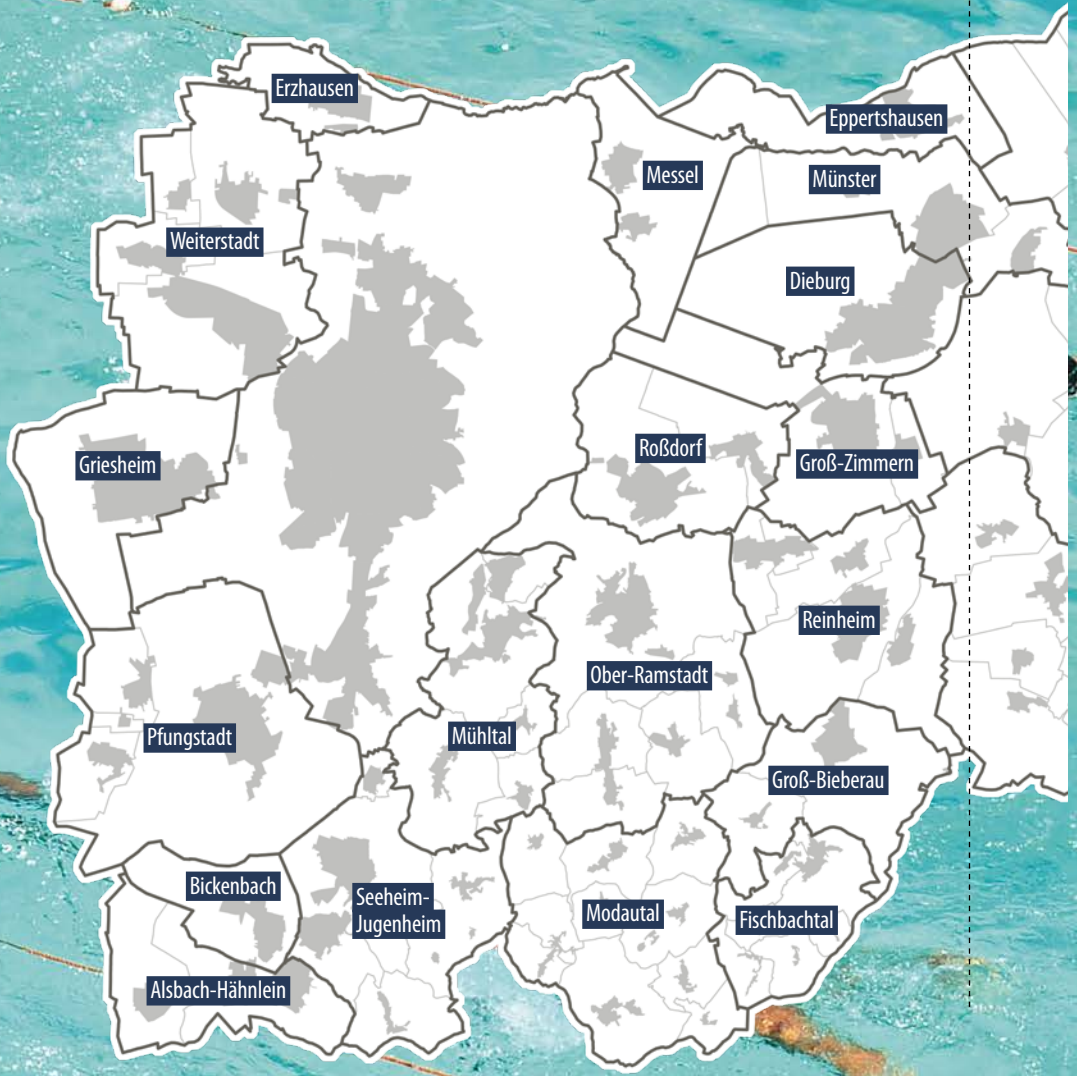 Erzhausen
Eppertshausen
Messel
Münster
Weiterstadt
Dieburg
Griesheim
Roßdorf
Groß-Zimmern
Reinheim
Ober-Ramstadt
Pfungstadt
Mühltal
Groß-Bieberau
Bickenbach
Seeheim-
Jugenheim
Modautal
Fischbachtal
Alsbach-Hähnlein